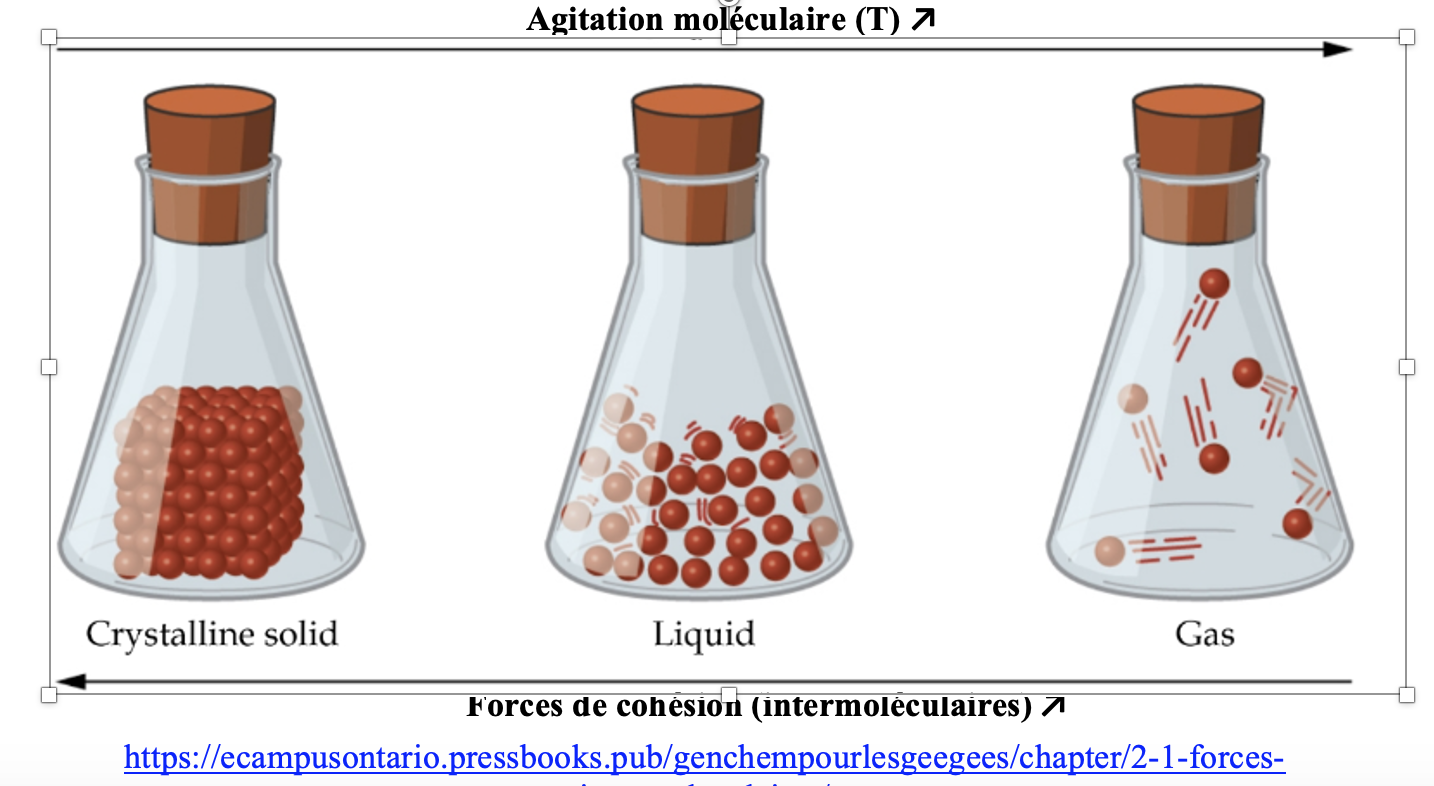 Agitation moléculaire (T) ↗
Crystalline solid
Liquid
Gas
Forces de cohésion (intermoléculaires) ↗
https://ecampusontario.pressbooks.pub/genchempourlesgeegees/chapter/2-1-forces-